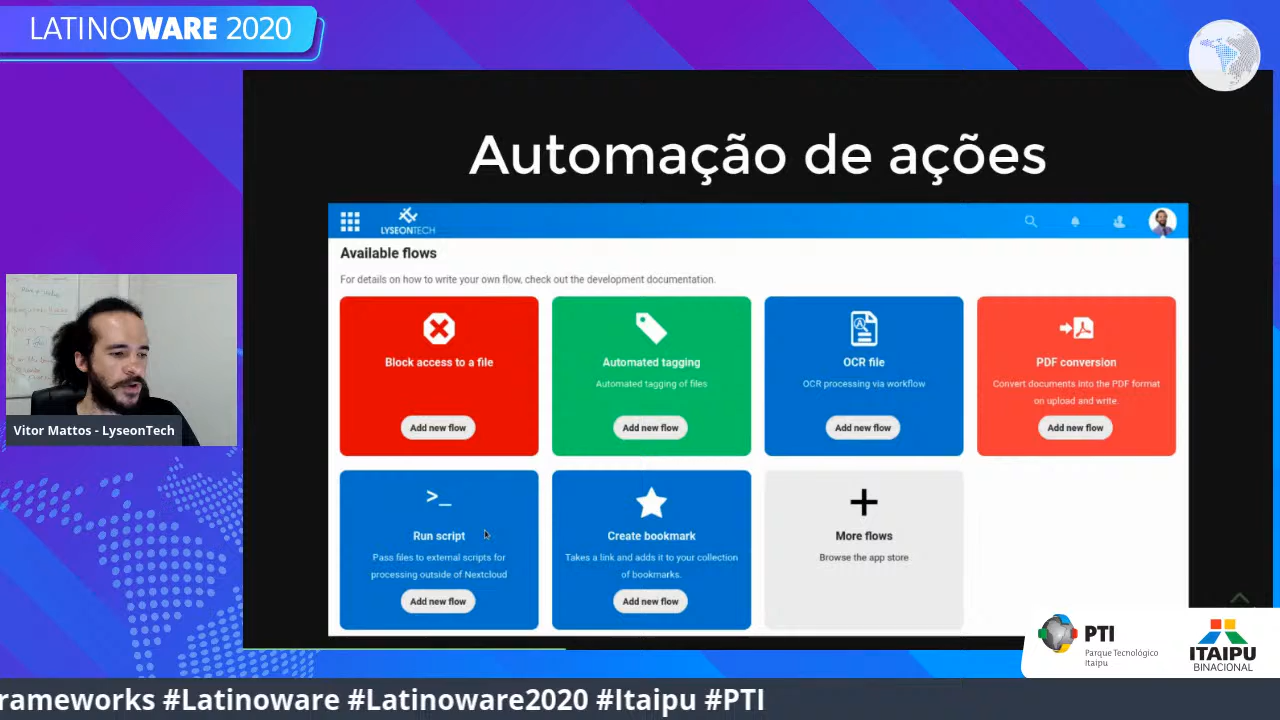 LATINOWARE 2020
Automação de ações
LYSEONTECH
Available flows
For details on how to write your own flow, check out the development documentation.
Block access to a file
Add new flow
Automated tagging
Automated tagging of files
Add new flow
OCR file
OCR processing via workflow
Add new flow
PDF conversion
Convert documents into the PDF format
on upload and write.
Add new flow
>_
Run script
Pass files to external scripts for
processing outside of Nextcloud
Add new flow
Create bookmark
Takes a link and adds it to your collection
of bookmarks.
Add new flow
More flows
Browse the app store
Vitor Mattos - LyseonTech
PTI
Parque Tecnológico
Itaipu
ITAIPU
BINACIONAL
rameworks #Latinoware #Latinoware2020 #Itaipu #PTI